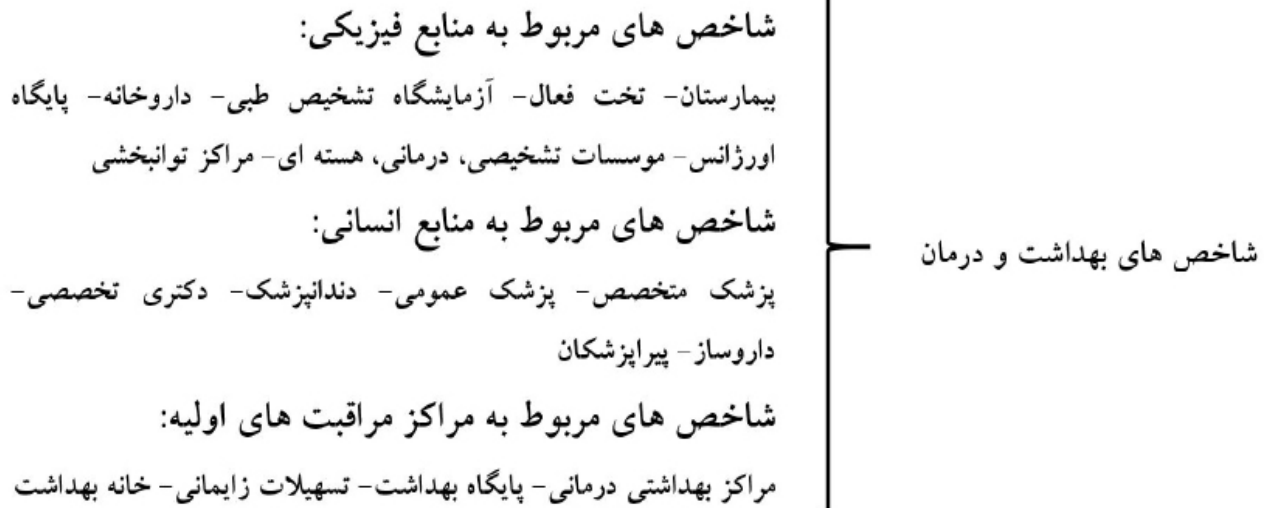 شاخص های بهداشت و درمان
شاخص های مربوط به منابع فیزیکی:
بیمارستان- تخت فعال- آزمایشگاه تشخیص طبی- داروخانه- پایگاه
اورژانس- موسسات تشخیصی، درمانی، هسته ای- مراکز توانبخشی
شاخص های مربوط به منابع انسانی:
پزشک متخصص- پزشک عمومی- دندانپزشک- دکتری تخصصی-
داروساز- پیراپزشکان
شاخص های مربوط به مراکز مراقبت های اولیه:
مراکز بهداشتی درمانی- پایگاه بهداشت- تسهیلات زایمانی- خانه بهداشت